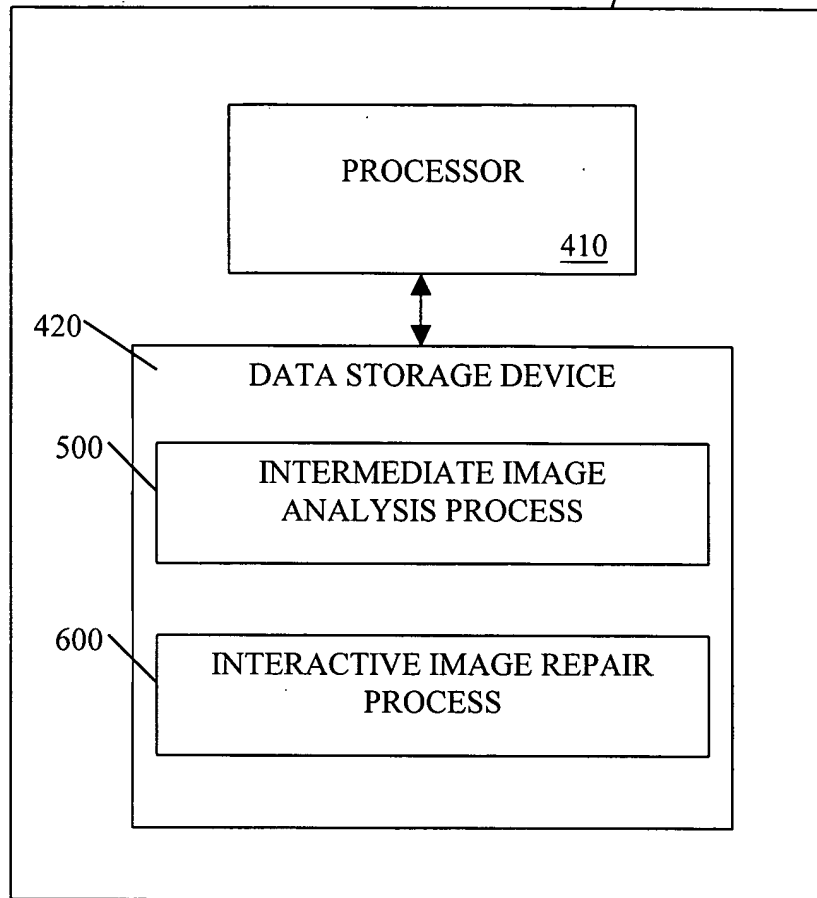 PROCESSOR
410
420
DATA STORAGE DEVICE
500
INTERMEDIATE IMAGE
ANALYSIS PROCESS
600
INTERACTIVE IMAGE REPAIR
PROCESS